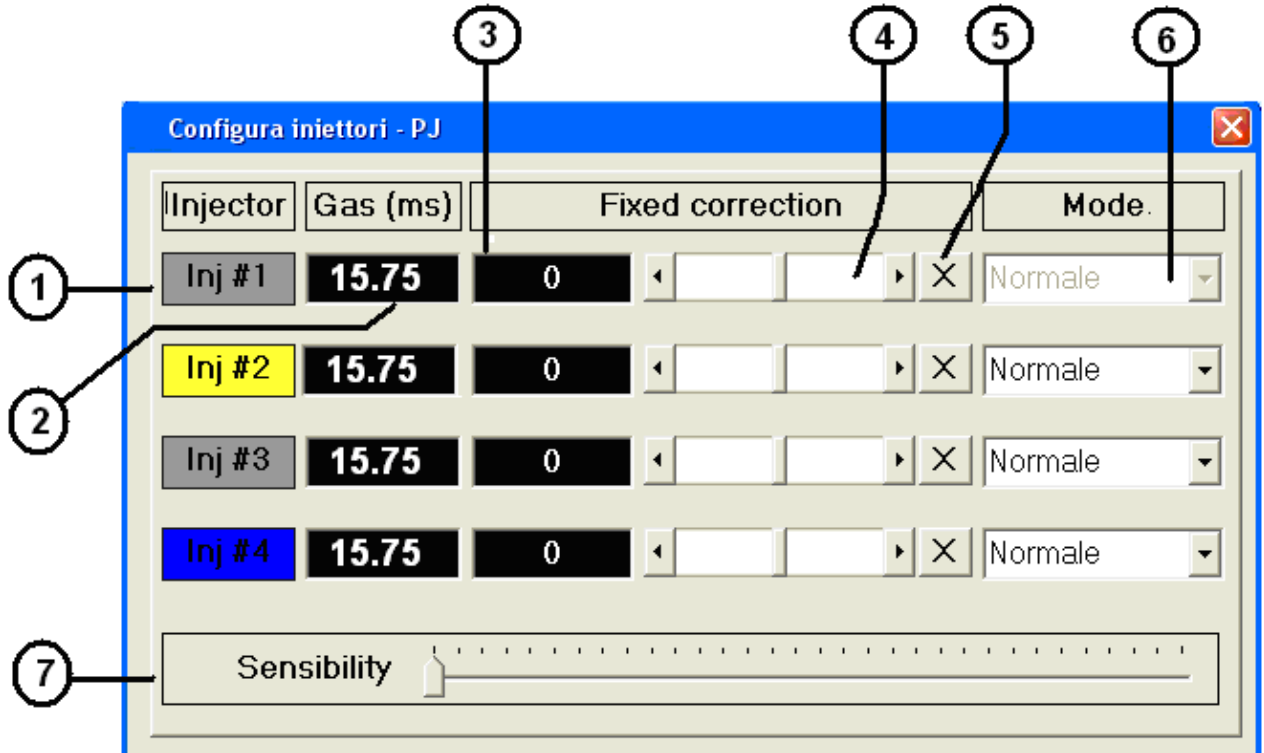 3 4 5 6
Configura iniettori - PJ
Injector Gas (ms) Fixed correction Mode.
1 Inj #1 15.75 0 X Normale
2 Inj #2 15.75 0 X Normale
Inj #3 15.75 0 X Normale
Inj #4 15.75 0 X Normale
7 Sensibility